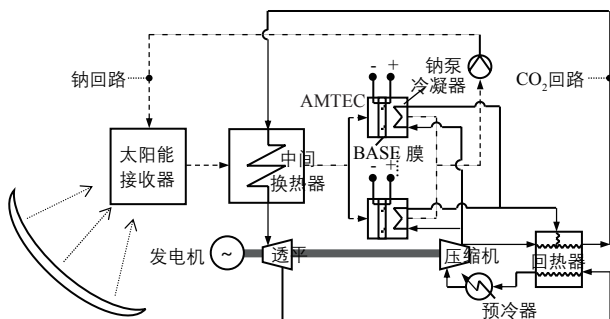 - +
钠泵
冷凝器
钠回路
CO₂回路
AMTEC
太阳能
接收器
中间
换热器
BASE 膜
- +
发电机
~
透平
压缩机
回热器
预冷器